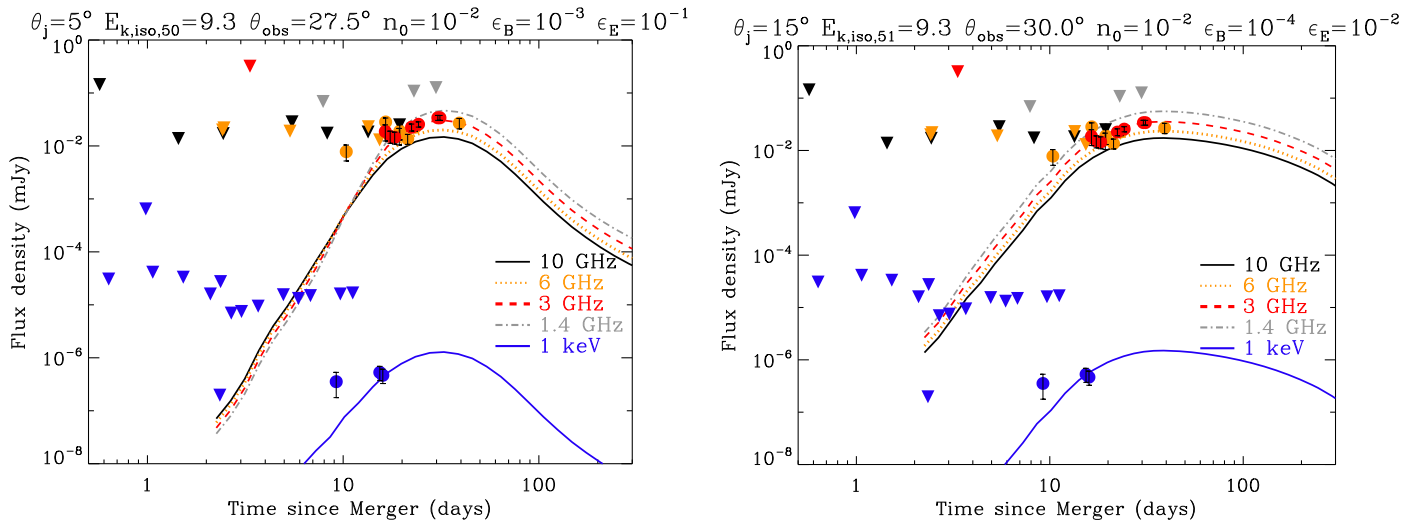 θj=5° Ek,iso,50=9.3 θobs=27.5° n0=10^-2 ϵB=10^-3 ϵE=10^-1
10^0
10^-2
10^-4
10^-6
10^-8
Flux density (mJy)
10 GHz
6 GHz
3 GHz
1.4 GHz
1 keV
1 10 100
Time since Merger (days)
θj=15° Ek,iso,51=9.3 θobs=30.0° n0=10^-2 ϵB=10^-4 ϵE=10^-2
10^0
10^-2
10^-4
10^-6
10^-8
Flux density (mJy)
10 GHz
6 GHz
3 GHz
1.4 GHz
1 keV
1 10 100
Time since Merger (days)